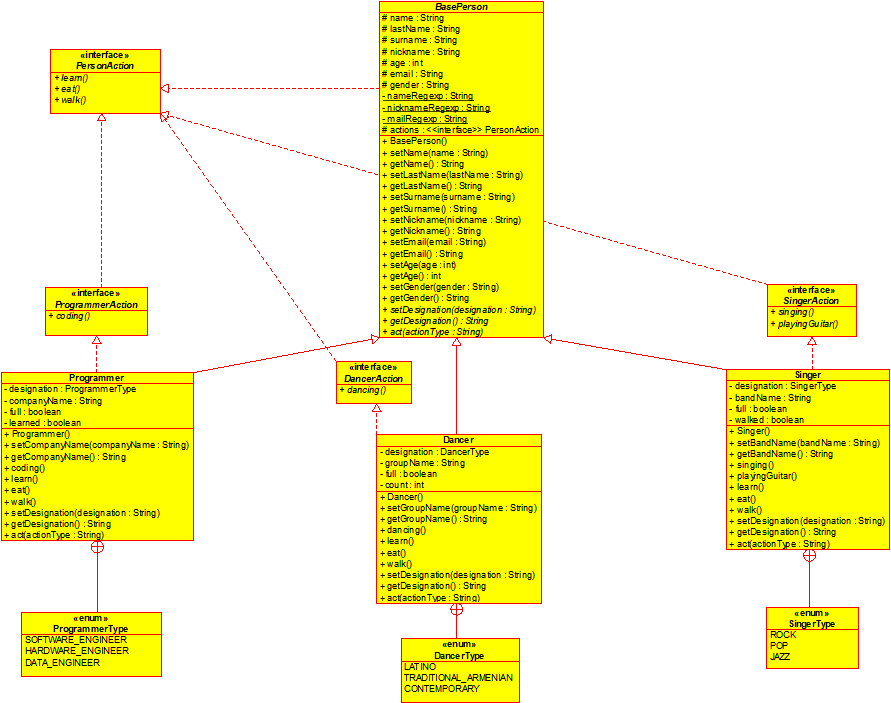 BasePerson
# name : String
# lastName : String
# surname : String
# nickname : String
# age : int
# email : String
# gender : String
- nameRegexp : String
- nicknameRegexp : String
- mailRegexp : String
# actions : <<interface>> PersonAction
+ BasePerson()
+ setName(name : String)
+ getName() : String
+ setLastName(lastName : String)
+ getLastName() : String
+ setSurname(surname : String)
+ getSurname() : String
+ setNickname(nickname : String)
+ getNickname() : String
+ setEmail(email : String)
+ getEmail() : String
+ setAge(age : int)
+ getAge() : int
+ setGender(gender : String)
+ getGender() : String
+ setDesignation(designation : String)
+ getDesignation() : String
+ act(actionType : String)
«interface»
PersonAction
+ learn()
+ eat()
+ walk()
«interface»
ProgrammerAction
+ coding()
«interface»
SingerAction
+ singing()
+ playingGuitar()
«interface»
DancerAction
+ dancing()
Programmer
- designation : ProgrammerType
- companyName : String
- full : boolean
- learned : boolean
+ Programmer()
+ setCompanyName(companyName : String)
+ getCompanyName() : String
+ coding()
+ learn()
+ eat()
+ walk()
+ setDesignation(designation : String)
+ getDesignation() : String
+ act(actionType : String)
Dancer
- designation : DancerType
- groupName : String
- full : boolean
- count : int
+ Dancer()
+ setGroupName(groupName : String)
+ getGroupName() : String
+ dancing()
+ learn()
+ eat()
+ walk()
+ setDesignation(designation : String)
+ getDesignation() : String
+ act(actionType : String)
Singer
- designation : SingerType
- bandName : String
- full : boolean
- walked : boolean
+ Singer()
+ setBandName(bandName : String)
+ getBandName() : String
+ singing()
+ playingGuitar()
+ learn()
+ eat()
+ walk()
+ setDesignation(designation : String)
+ getDesignation() : String
+ act(actionType : String)
«enum»
ProgrammerType
SOFTWARE_ENGINEER
HARDWARE_ENGINEER
DATA_ENGINEER
«enum»
DancerType
LATINO
TRADITIONAL_ARMENIAN
CONTEMPORARY
«enum»
SingerType
ROCK
POP
JAZZ